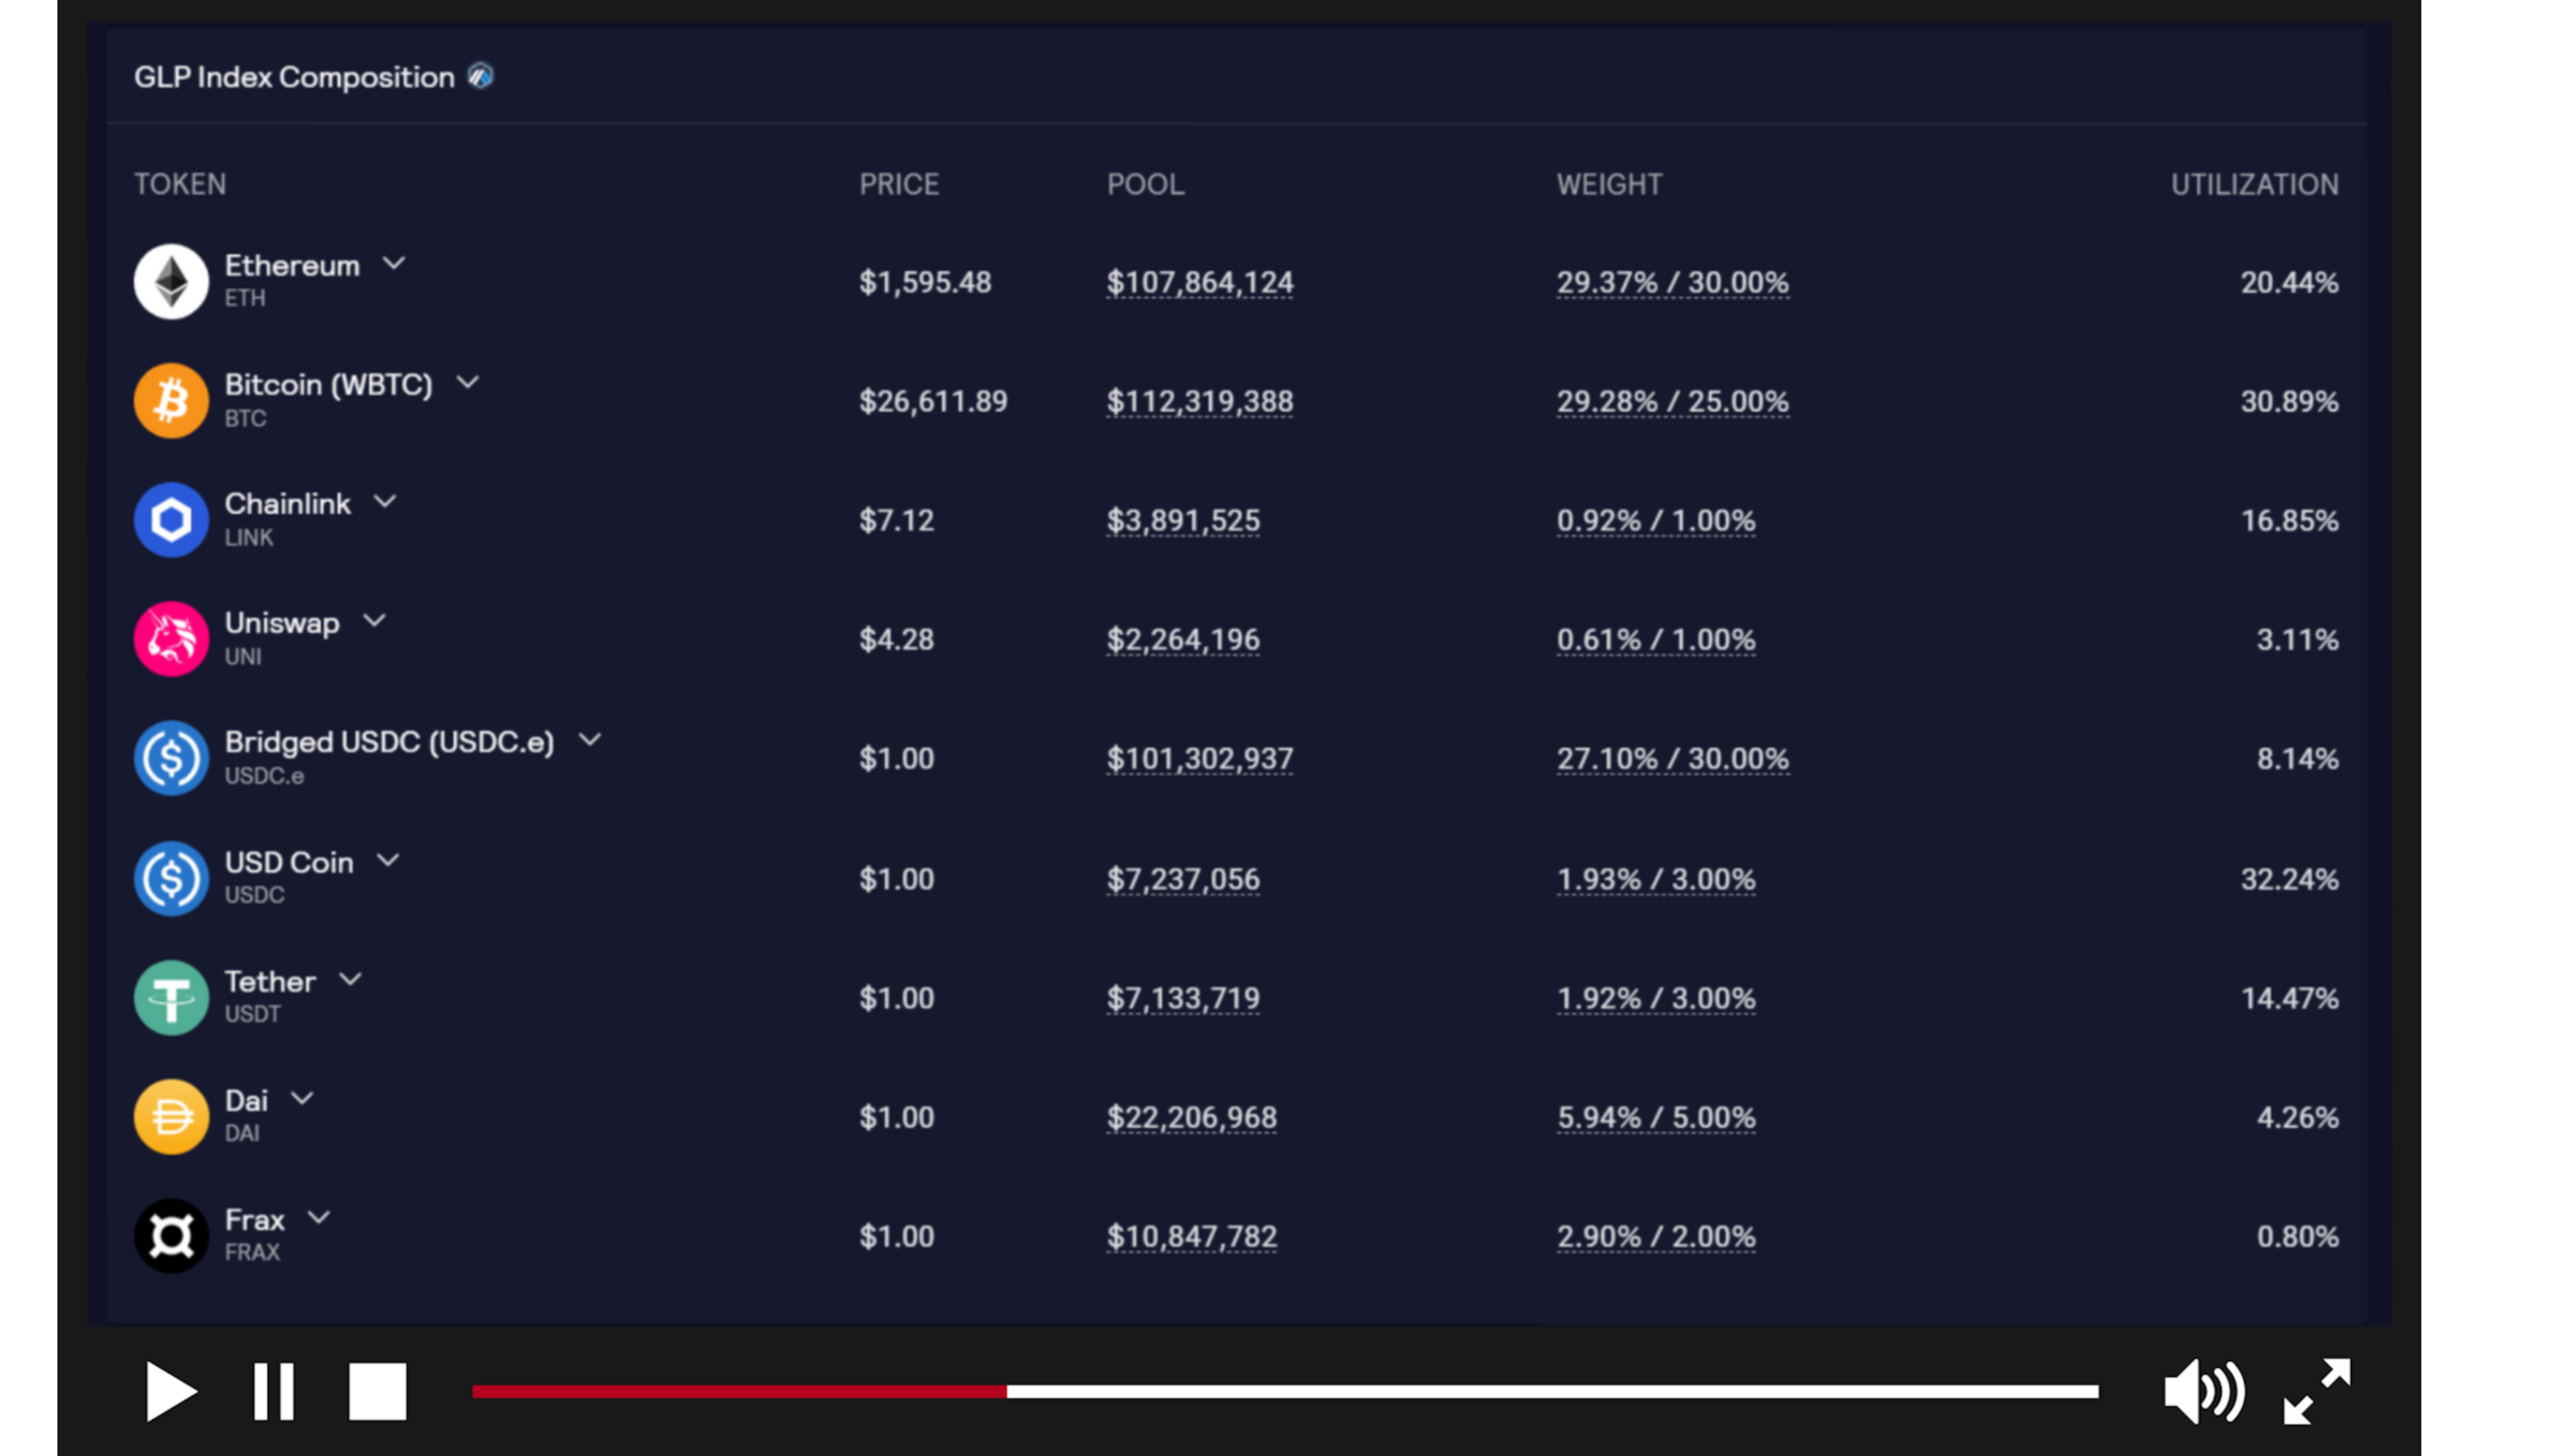 GLP Index Composition
TOKEN PRICE POOL WEIGHT UTILIZATION
Ethereum
ETH
$1,595.48 $107,864,124 29.37% / 30.00% 20.44%
Bitcoin (WBTC)
BTC
$26,611.89 $112,319,388 29.28% / 25.00% 30.89%
Chainlink
LINK
$7.12 $3,891,525 0.92% / 1.00% 16.85%
Uniswap
UNI
$4.28 $2,264,196 0.61% / 1.00% 3.11%
Bridged USDC (USDC.e)
USDC.e
$1.00 $101,302,937 27.10% / 30.00% 8.14%
USD Coin
USDC
$1.00 $7,237,056 1.93% / 3.00% 32.24%
Tether
USDT
$1.00 $7,133,719 1.92% / 3.00% 14.47%
Dai
DAI
$1.00 $22,206,968 5.94% / 5.00% 4.26%
Frax
FRAX
$1.00 $10,847,782 2.90% / 2.00% 0.80%